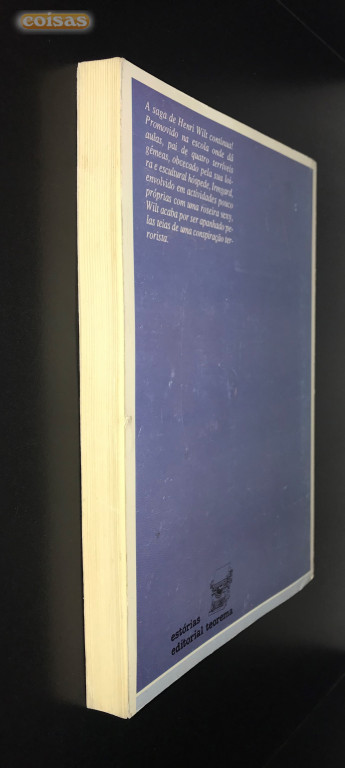 coisas
A saga de Henri Wilt continua!
Promovido na escola onde dá
aulas, pai de quatro terríveis
gémeas, obcecado pela sua loi-
ra e escultural hóspede, Irmgard,
envolvido em actividades pouco
próprias com uma roseira sexy,
Wilt acaba por ser apanhado pe-
las teias de uma conspiração ter-
rorista.
estórias
editorial teorema